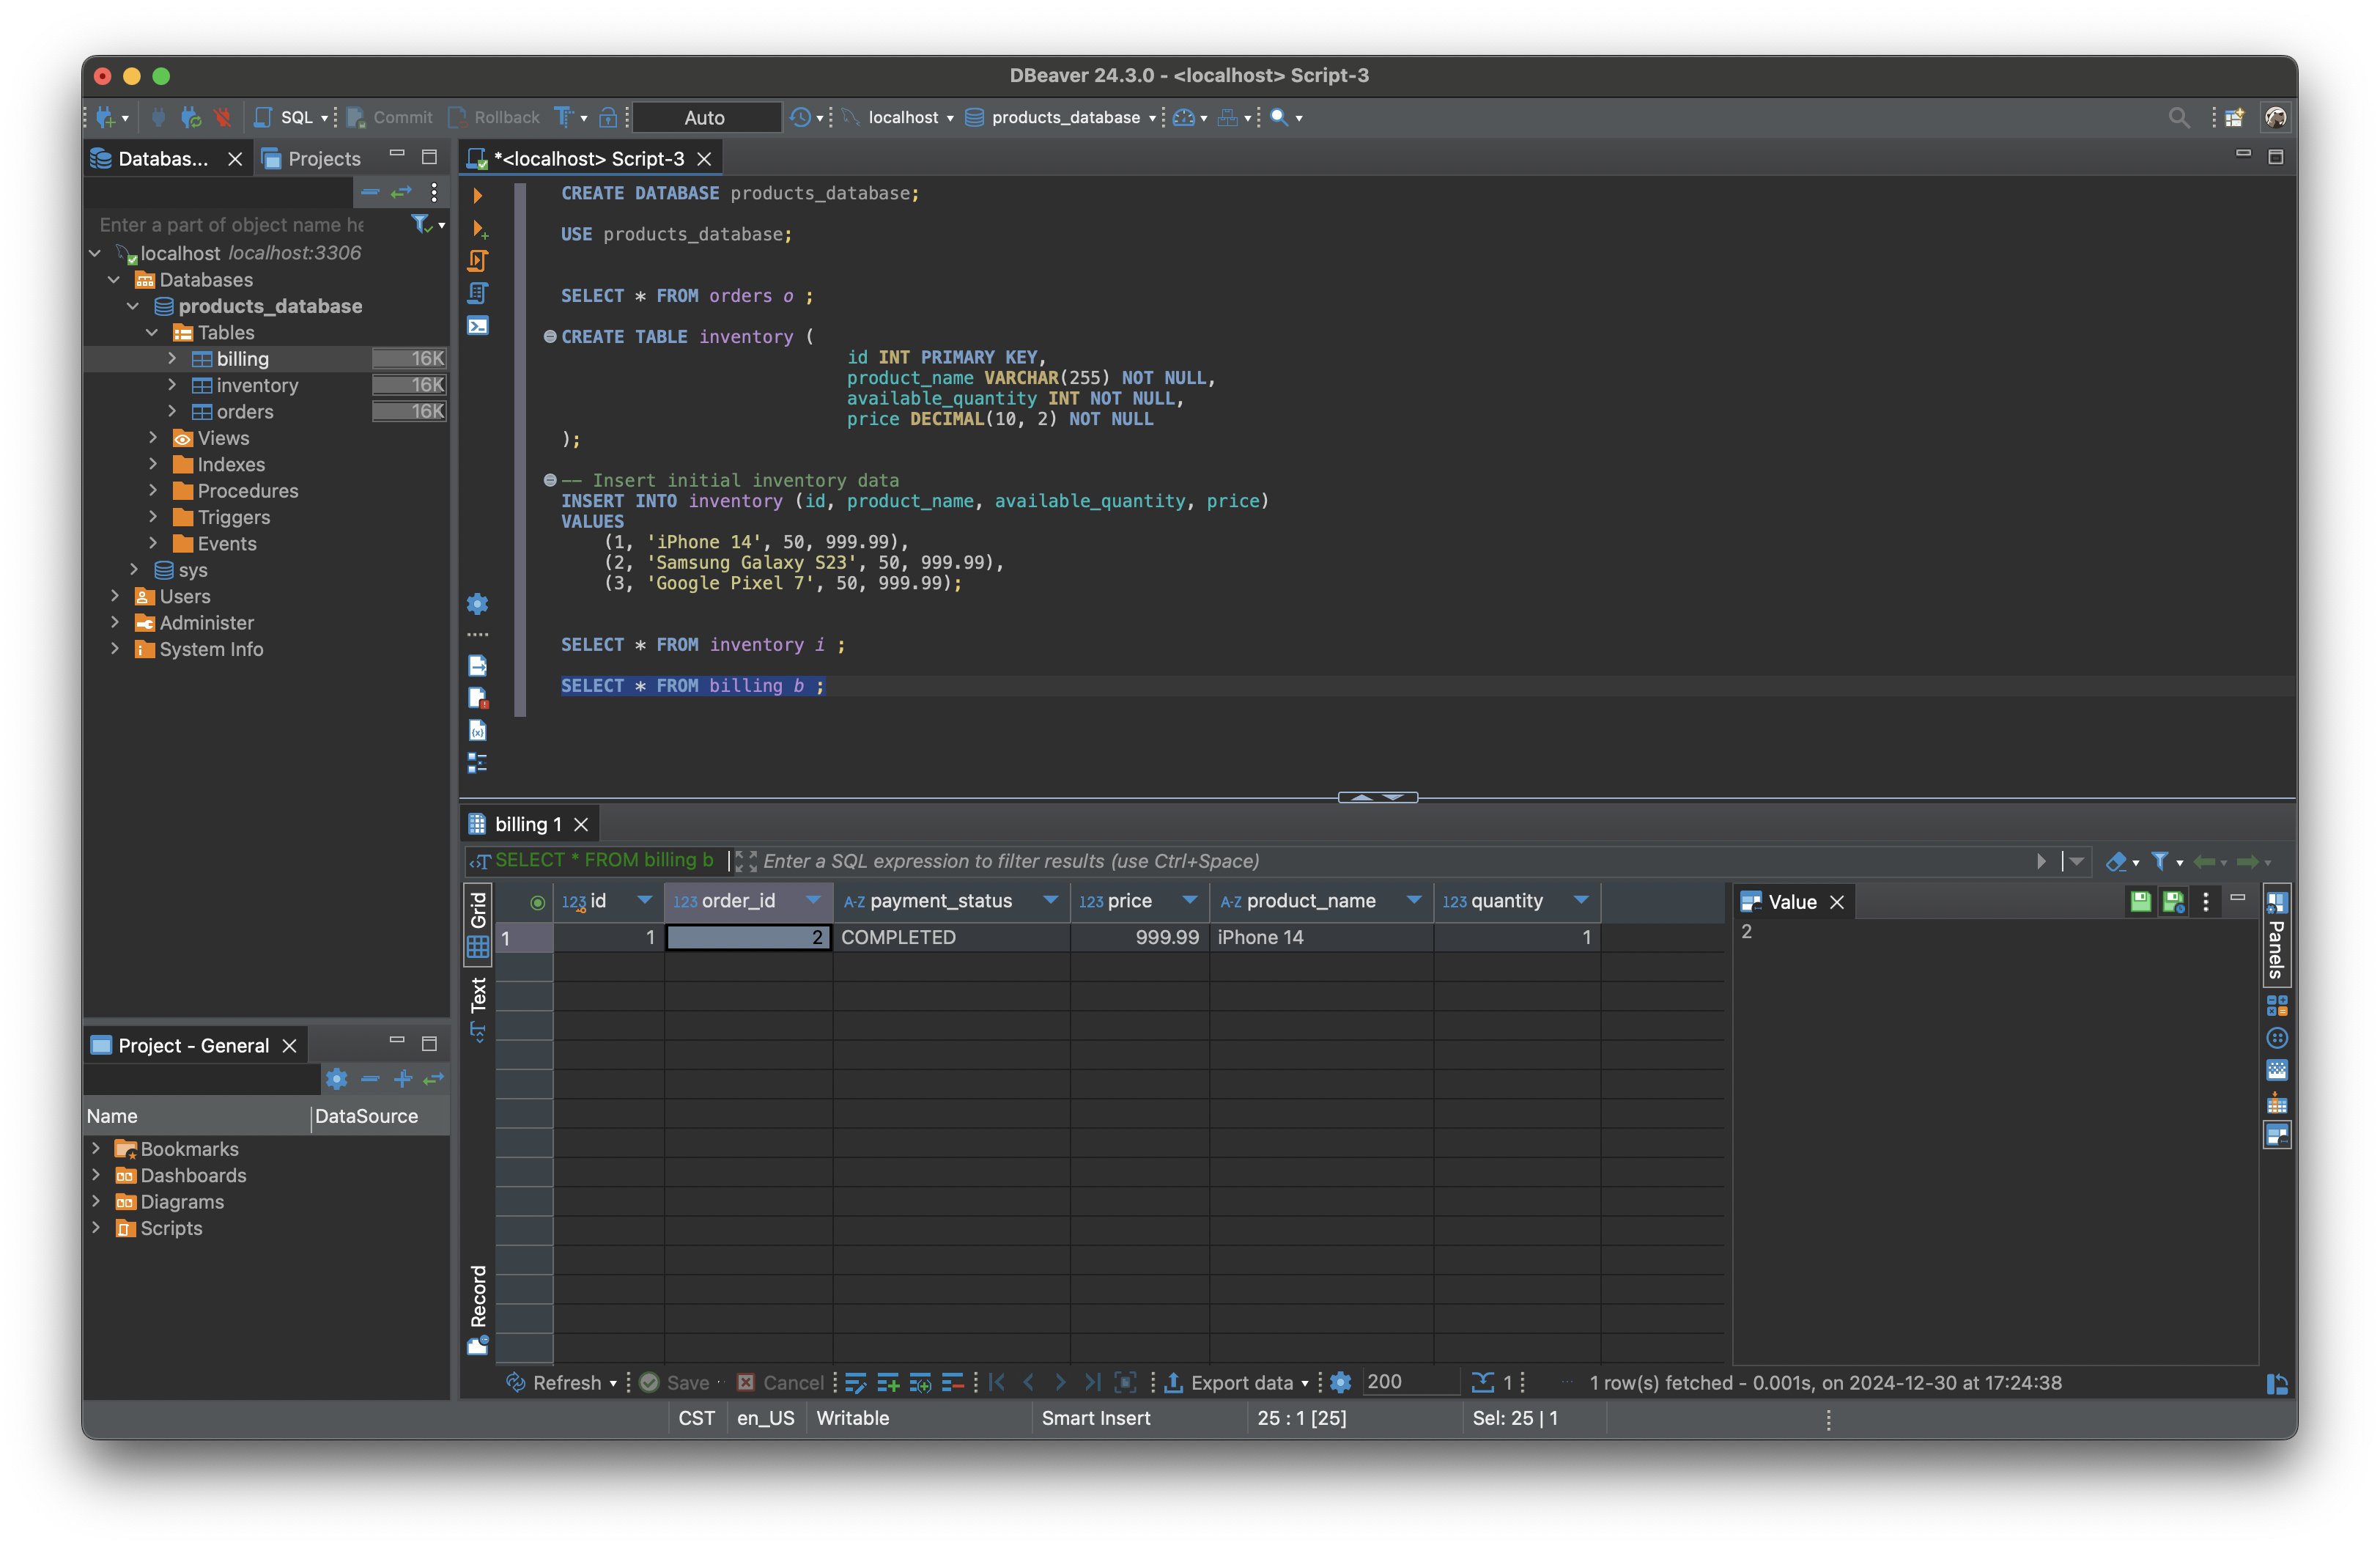 DBeaver 24.3.0 - <localhost> Script-3
SQL Commit Rollback Auto localhost products_database
Databas... Projects
*<localhost> Script-3
Enter a part of object name he
localhost localhost:3306
Databases
products_database
Tables
billing 16K
inventory 16K
orders 16K
Views
Indexes
Procedures
Triggers
Events
sys
Users
Administer
System Info
CREATE DATABASE products_database;
USE products_database;
SELECT * FROM orders o ;
CREATE TABLE inventory (
id INT PRIMARY KEY,
product_name VARCHAR(255) NOT NULL,
available_quantity INT NOT NULL,
price DECIMAL(10, 2) NOT NULL
);
-- Insert initial inventory data
INSERT INTO inventory (id, product_name, available_quantity, price)
VALUES
(1, 'iPhone 14', 50, 999.99),
(2, 'Samsung Galaxy S23', 50, 999.99),
(3, 'Google Pixel 7', 50, 999.99);
SELECT * FROM inventory i ;
SELECT * FROM billing b ;
billing 1
SELECT * FROM billing b Enter a SQL expression to filter results (use Ctrl+Space)
Grid
Text
Record
123 id 123 order_id A-Z payment_status 123 price A-Z product_name 123 quantity
1 1 2 COMPLETED 999.99 iPhone 14 1
Value
2
Panels
Project - General
Name DataSource
Bookmarks
Dashboards
Diagrams
Scripts
Refresh Save Cancel Export data 200 1 ... 1 row(s) fetched - 0.001s, on 2024-12-30 at 17:24:38
CST en_US Writable Smart Insert 25 : 1 [25] Sel: 25 | 1